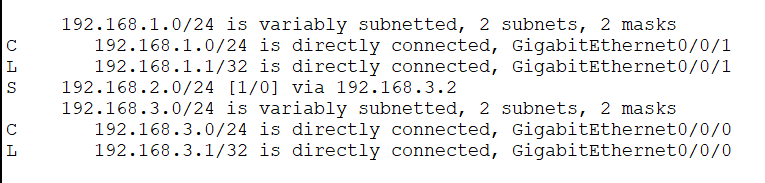 192.168.1.0/24 is variably subnetted, 2 subnets, 2 masks
C 192.168.1.0/24 is directly connected, GigabitEthernet0/0/1
L 192.168.1.1/32 is directly connected, GigabitEthernet0/0/1
S 192.168.2.0/24 [1/0] via 192.168.3.2
192.168.3.0/24 is variably subnetted, 2 subnets, 2 masks
C 192.168.3.0/24 is directly connected, GigabitEthernet0/0/0
L 192.168.3.1/32 is directly connected, GigabitEthernet0/0/0